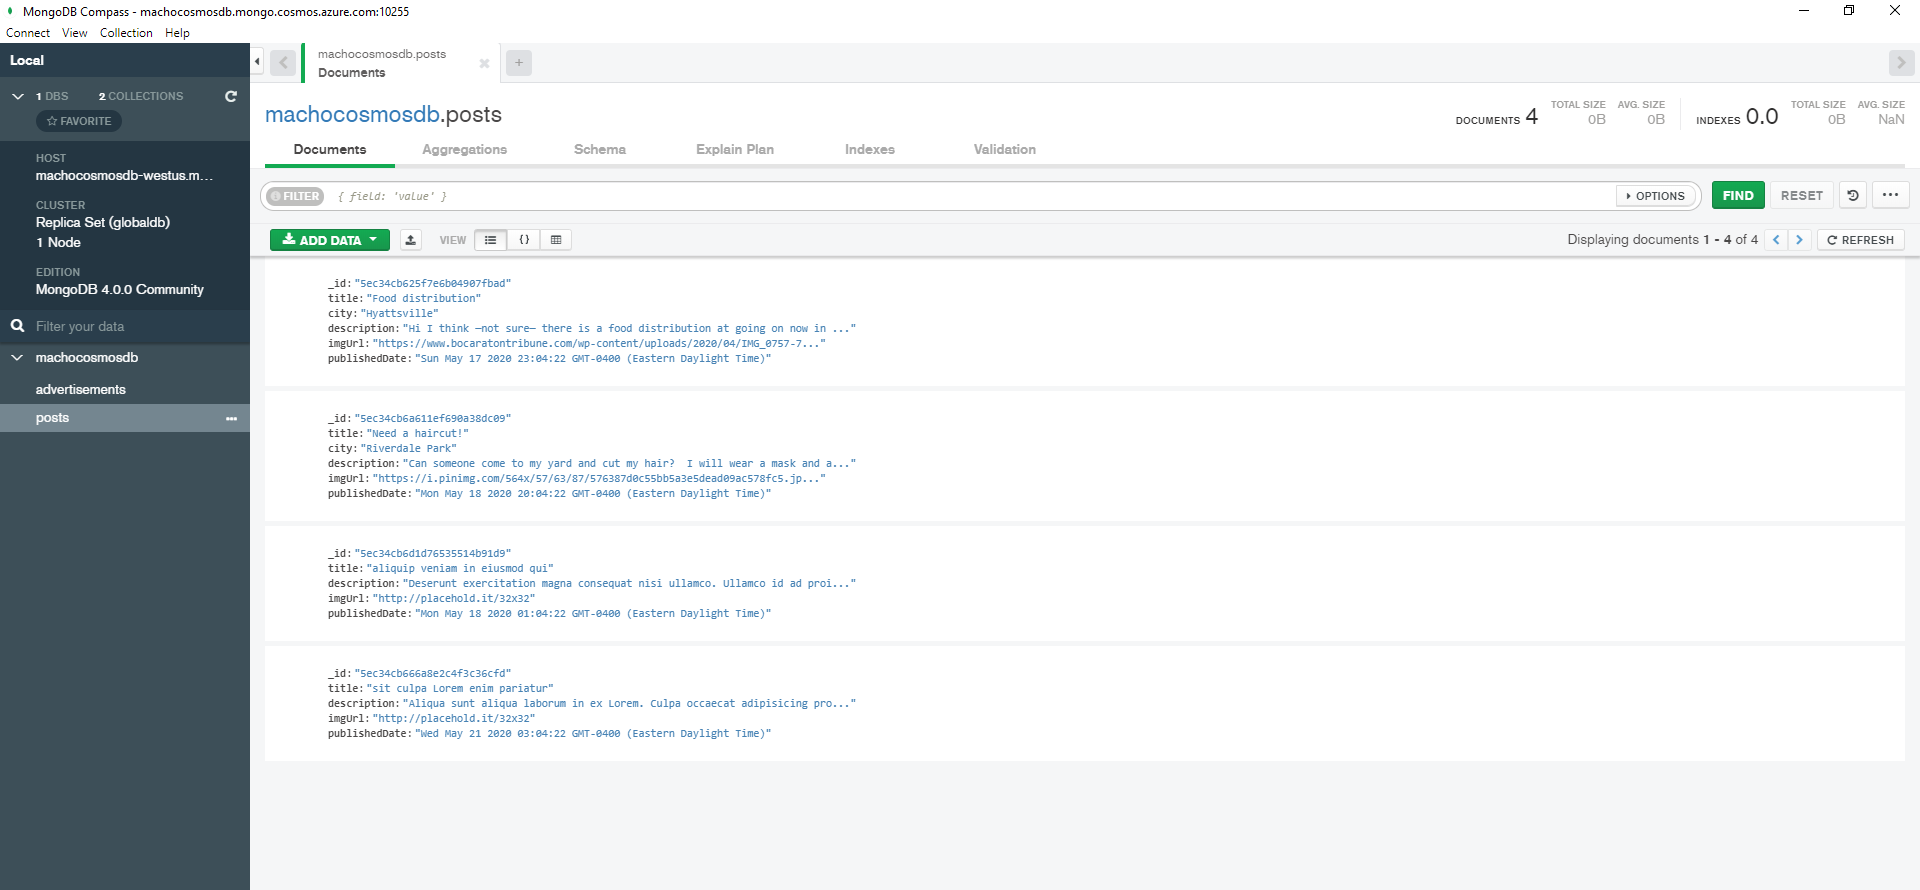 MongoDB Compass - machocosmosdb.mongo.cosmos.azure.com:10255
Connect View Collection Help
Local
1 DBS 2 COLLECTIONS
FAVORITE
HOST
machocosmosdb-westus.m...
CLUSTER
Replica Set (globaldb)
1 Node
EDITION
MongoDB 4.0.0 Community
Filter your data
machocosmosdb
advertisements
posts
machocosmosdb.posts
Documents
machocosmosdb.posts
DOCUMENTS 4 TOTAL SIZE 0B AVG. SIZE 0B INDEXES 0.0 TOTAL SIZE 0B AVG. SIZE NaN
Documents Aggregations Schema Explain Plan Indexes Validation
FILTER { field: 'value' } OPTIONS FIND RESET
ADD DATA VIEW {} Displaying documents 1 - 4 of 4 REFRESH
_id: "5ec34cb625f7e6b04907fbad"
title: "Food distribution"
city: "Hyattsville"
description: "Hi I think —not sure— there is a food distribution at going on now in ..."
imgUrl: "https://www.bocaratontribune.com/wp-content/uploads/2020/04/IMG_0757-7..."
publishedDate: "Sun May 17 2020 23:04:22 GMT-0400 (Eastern Daylight Time)"
_id: "5ec34cb6a611ef690a38dc09"
title: "Need a haircut!"
city: "Riverdale Park"
description: "Can someone come to my yard and cut my hair?  I will wear a mask and a..."
imgUrl: "https://i.pinimg.com/564x/57/63/87/576387d0c55bb5a3e5dead09ac578fc5.jp..."
publishedDate: "Mon May 18 2020 20:04:22 GMT-0400 (Eastern Daylight Time)"
_id: "5ec34cb6d1d76535514b91d9"
title: "aliquip veniam in eiusmod qui"
description: "Deserunt exercitation magna consequat nisi ullamco. Ullamco id ad proi..."
imgUrl: "http://placehold.it/32x32"
publishedDate: "Mon May 18 2020 01:04:22 GMT-0400 (Eastern Daylight Time)"
_id: "5ec34cb666a8e2c4f3c36cfd"
title: "sit culpa Lorem enim pariatur"
description: "Aliqua sunt aliqua laborum in ex Lorem. Culpa occaecat adipisicing pro..."
imgUrl: "http://placehold.it/32x32"
publishedDate: "Wed May 21 2020 03:04:22 GMT-0400 (Eastern Daylight Time)"